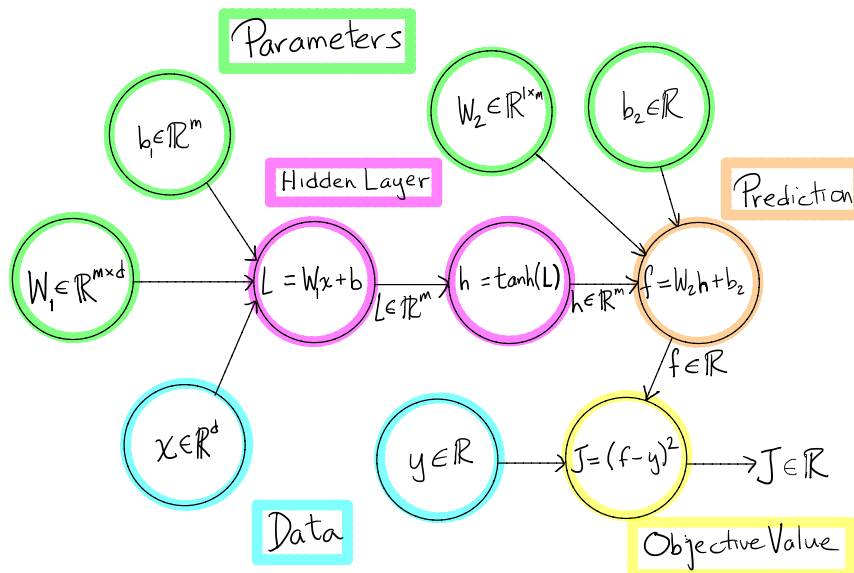 Parameters
b₁∈ℝᵐ
W₂∈ℝ¹ˣᵐ
b₂∈ℝ
Hidden Layer
Prediction
W₁∈ℝᵐˣᵈ
L = W₁x+b
L∈ℝᵐ
h = tanh(L)
h∈ℝᵐ
f=W₂h+b₂
f∈ℝ
x∈ℝᵈ
y∈ℝ
J=(f-y)²
J∈ℝ
Data
Objective Value